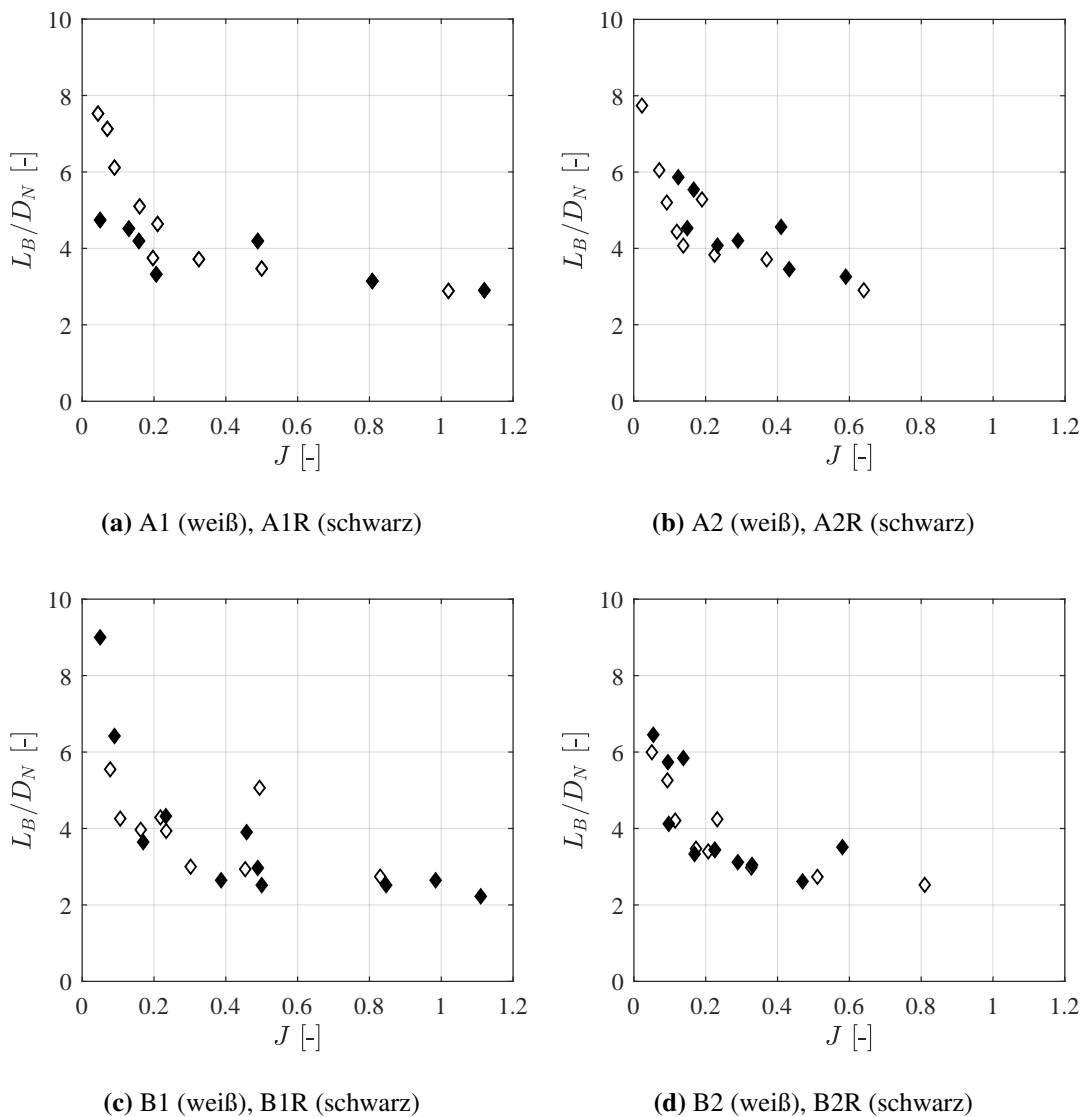 10
8
6
4
2
0
L_B/D_N [-]
0 0.2 0.4 0.6 0.8 1 1.2
J [-]
(a) A1 (weiß), A1R (schwarz)
10
8
6
4
2
0
L_B/D_N [-]
0 0.2 0.4 0.6 0.8 1 1.2
J [-]
(b) A2 (weiß), A2R (schwarz)
10
8
6
4
2
0
L_B/D_N [-]
0 0.2 0.4 0.6 0.8 1 1.2
J [-]
(c) B1 (weiß), B1R (schwarz)
10
8
6
4
2
0
L_B/D_N [-]
0 0.2 0.4 0.6 0.8 1 1.2
J [-]
(d) B2 (weiß), B2R (schwarz)